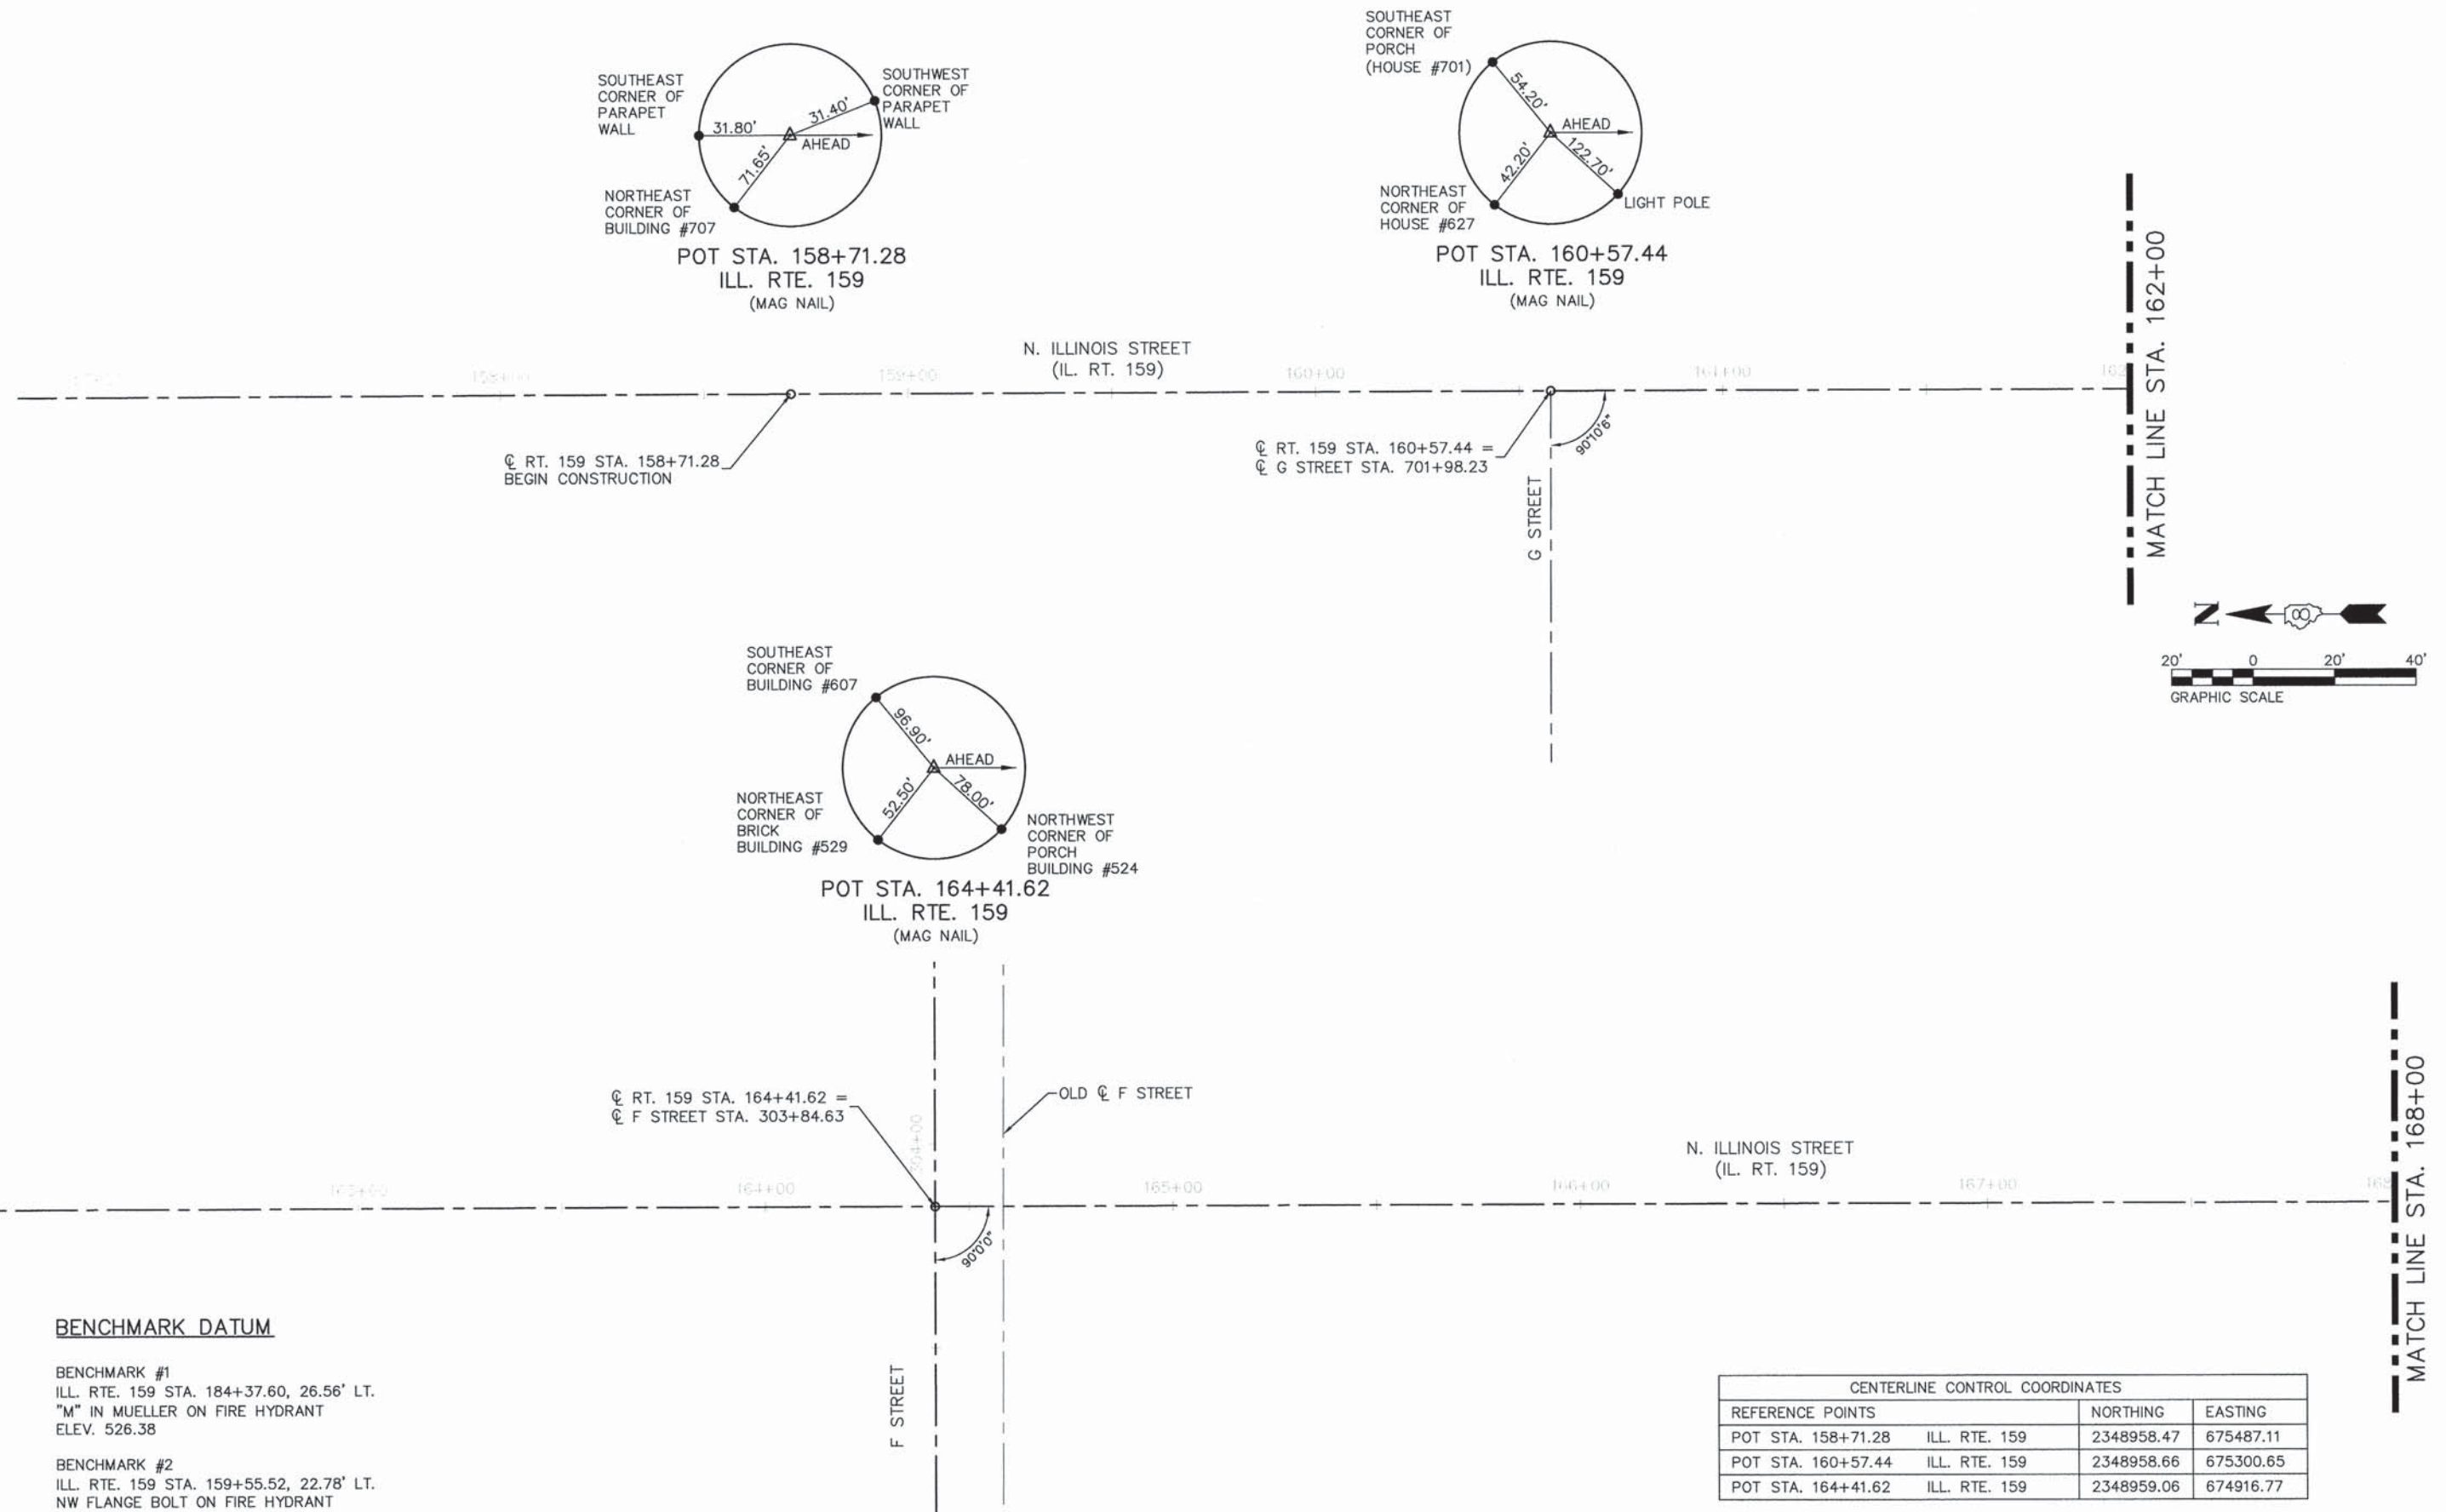 SOUTHEAST
CORNER OF
PARAPET
WALL
SOUTHWEST
CORNER OF
PARAPET
WALL
31.80'
31.40'
71.65'
AHEAD
NORTHEAST
CORNER OF
BUILDING #707
POT STA. 158+71.28
ILL. RTE. 159
(MAG NAIL)
SOUTHEAST
CORNER OF
PORCH
(HOUSE #701)
54.20'
AHEAD
42.20'
122.70'
NORTHEAST
CORNER OF
HOUSE #627
LIGHT POLE
POT STA. 160+57.44
ILL. RTE. 159
(MAG NAIL)
MATCH LINE STA. 162+00
N. ILLINOIS STREET
(IL. RT. 159)
158+00
159+00
160+00
161+00
162
℄ RT. 159 STA. 158+71.28
BEGIN CONSTRUCTION
℄ RT. 159 STA. 160+57.44 =
℄ G STREET STA. 701+98.23
90°10'6"
G STREET
N
8
20' 0 20' 40'
GRAPHIC SCALE
SOUTHEAST
CORNER OF
BUILDING #607
96.90'
AHEAD
52.50'
78.00'
NORTHEAST
CORNER OF
BRICK
BUILDING #529
NORTHWEST
CORNER OF
PORCH
BUILDING #524
POT STA. 164+41.62
ILL. RTE. 159
(MAG NAIL)
℄ RT. 159 STA. 164+41.62 =
℄ F STREET STA. 303+84.63
304+00
OLD ℄ F STREET
N. ILLINOIS STREET
(IL. RT. 159)
163+00
164+00
165+00
166+00
167+00
168
90°0'0"
F STREET
MATCH LINE STA. 168+00
BENCHMARK DATUM
BENCHMARK #1
ILL. RTE. 159 STA. 184+37.60, 26.56' LT.
"M" IN MUELLER ON FIRE HYDRANT
ELEV. 526.38
BENCHMARK #2
ILL. RTE. 159 STA. 159+55.52, 22.78' LT.
NW FLANGE BOLT ON FIRE HYDRANT
CENTERLINE CONTROL COORDINATES
REFERENCE POINTS NORTHING EASTING
POT STA. 158+71.28 ILL. RTE. 159 2348958.47 675487.11
POT STA. 160+57.44 ILL. RTE. 159 2348958.66 675300.65
POT STA. 164+41.62 ILL. RTE. 159 2348959.06 674916.77